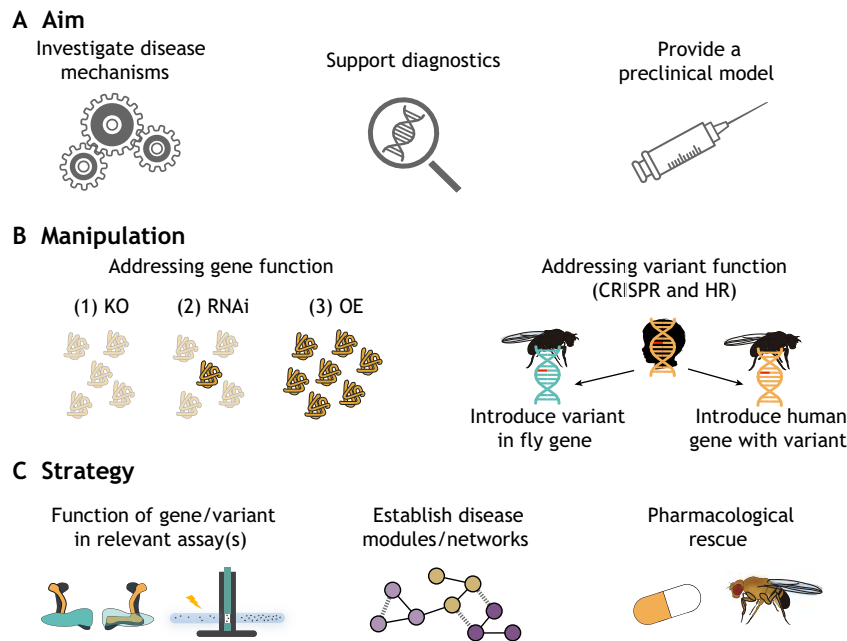 A Aim
Investigate disease
mechanisms
Support diagnostics
Provide a
preclinical model
B Manipulation
Addressing gene function
(1) KO
(2) RNAi
(3) OE
Addressing variant function
(CRISPR and HR)
Introduce variant
in fly gene
Introduce human
gene with variant
C Strategy
Function of gene/variant
in relevant assay(s)
Establish disease
modules/networks
Pharmacological
rescue